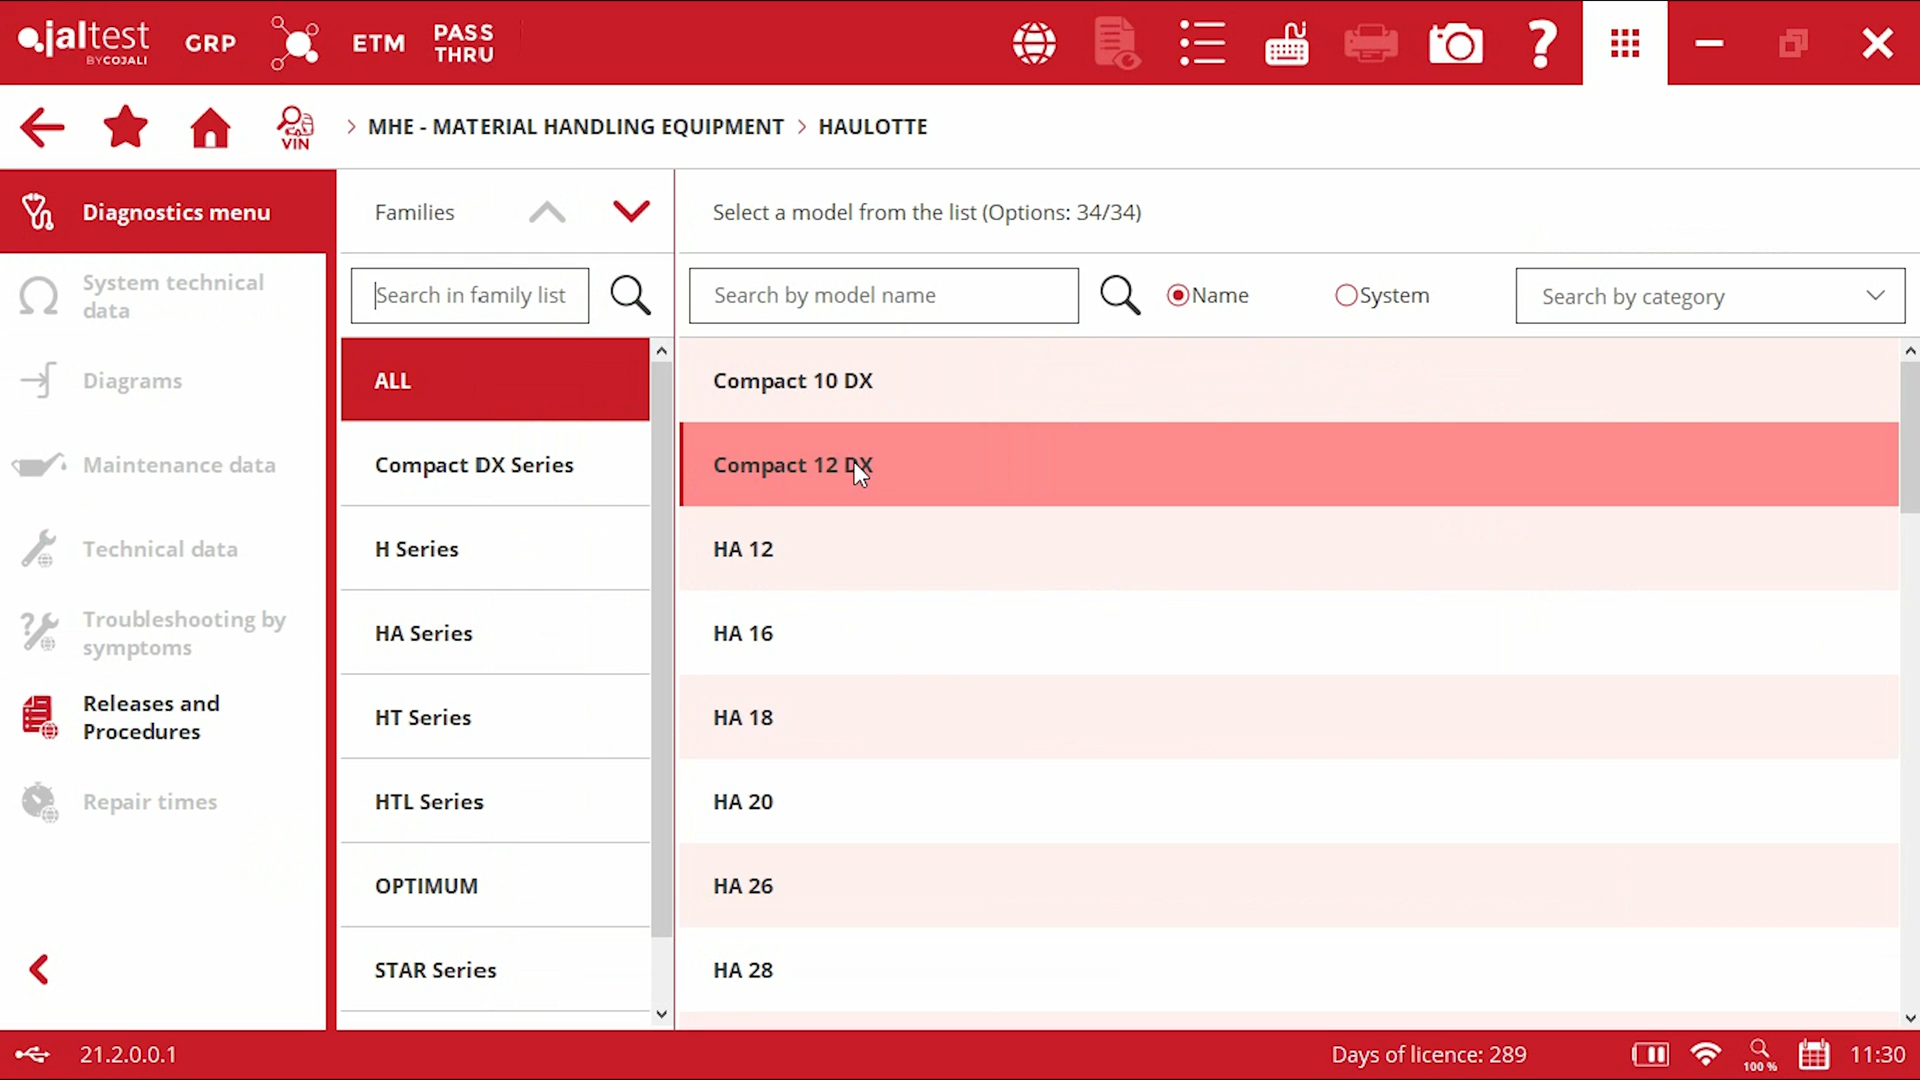 jaltest
BY COJALI
GRP
ETM
PASS
THRU
VIN
MHE - MATERIAL HANDLING EQUIPMENT
HAULOTTE
Diagnostics menu
System technical
data
Diagrams
Maintenance data
Technical data
Troubleshooting by
symptoms
Releases and
Procedures
Repair times
Families
Search in family list
ALL
Compact DX Series
H Series
HA Series
HT Series
HTL Series
OPTIMUM
STAR Series
Select a model from the list (Options: 34/34)
Search by model name
Name
System
Search by category
Compact 10 DX
Compact 12 DX
HA 12
HA 16
HA 18
HA 20
HA 26
HA 28
21.2.0.0.1
Days of licence: 289
100 %
11:30